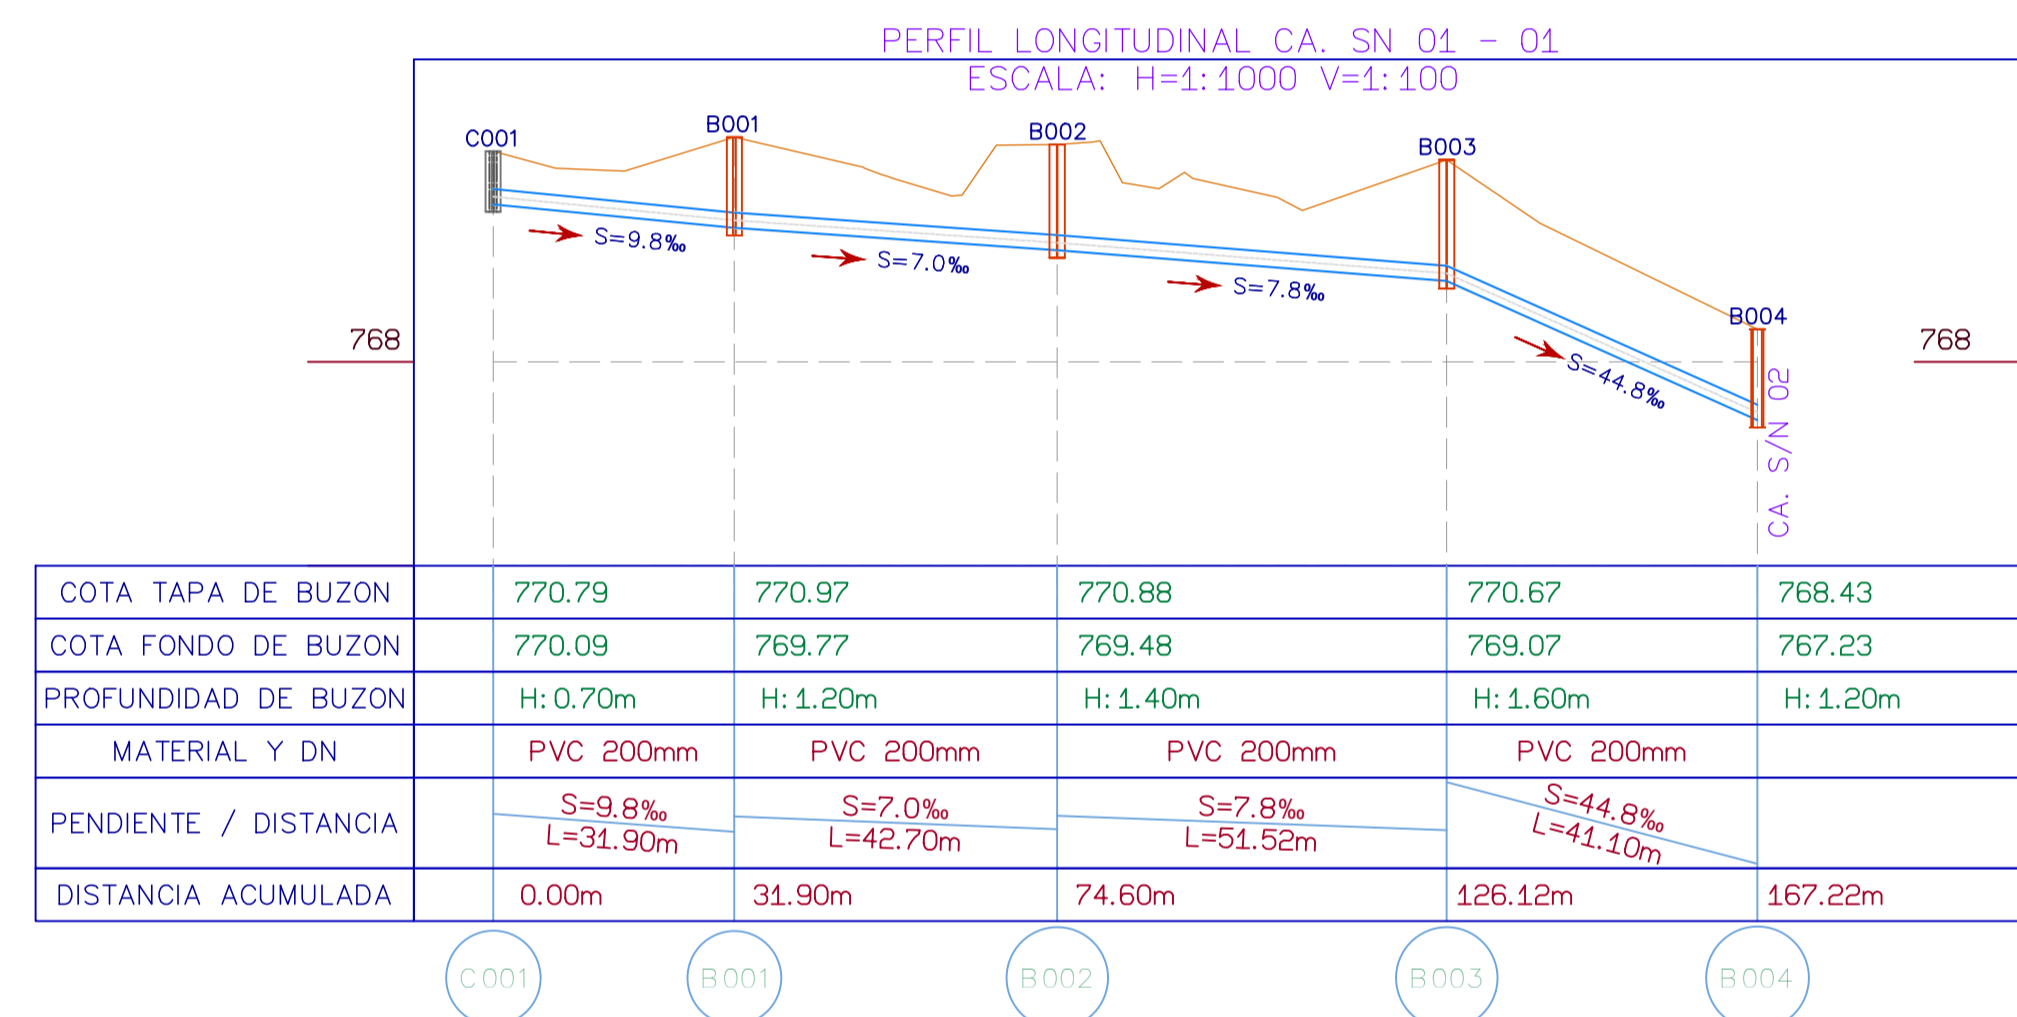 PERFIL LONGITUDINAL CA. SN 01 - 01
ESCALA: H=1:1000 V=1:100
C001
B001
B002
B003
B004
S=9.8‰
S=7.0‰
S=7.8‰
S=44.8‰
768
768
CA. S/N 02
COTA TAPA DE BUZON 770.79 770.97 770.88 770.67 768.43
COTA FONDO DE BUZON 770.09 769.77 769.48 769.07 767.23
PROFUNDIDAD DE BUZON H:0.70m H:1.20m H:1.40m H:1.60m H:1.20m
MATERIAL Y DN PVC 200mm PVC 200mm PVC 200mm PVC 200mm
PENDIENTE / DISTANCIA
S=9.8‰ S=7.0‰ S=7.8‰ S=44.8‰
L=31.90m L=42.70m L=51.52m L=41.10m
DISTANCIA ACUMULADA 0.00m 31.90m 74.60m 126.12m 167.22m
C001 B001 B002 B003 B004